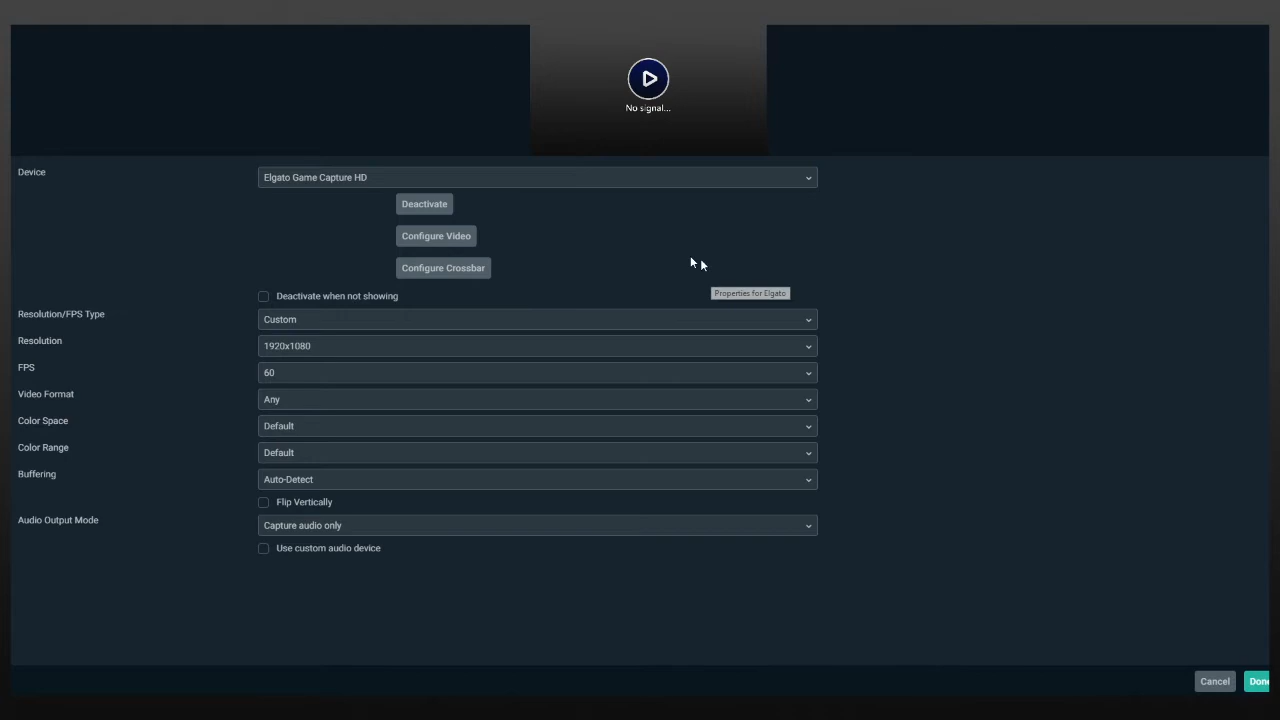 No signal...
Device
Elgato Game Capture HD
Deactivate
Configure Video
Configure Crossbar
Properties for Elgato
Deactivate when not showing
Resolution/FPS Type
Custom
Resolution
1920x1080
FPS
60
Video Format
Any
Color Space
Default
Color Range
Default
Buffering
Auto-Detect
Flip Vertically
Audio Output Mode
Capture audio only
Use custom audio device
Cancel
Done